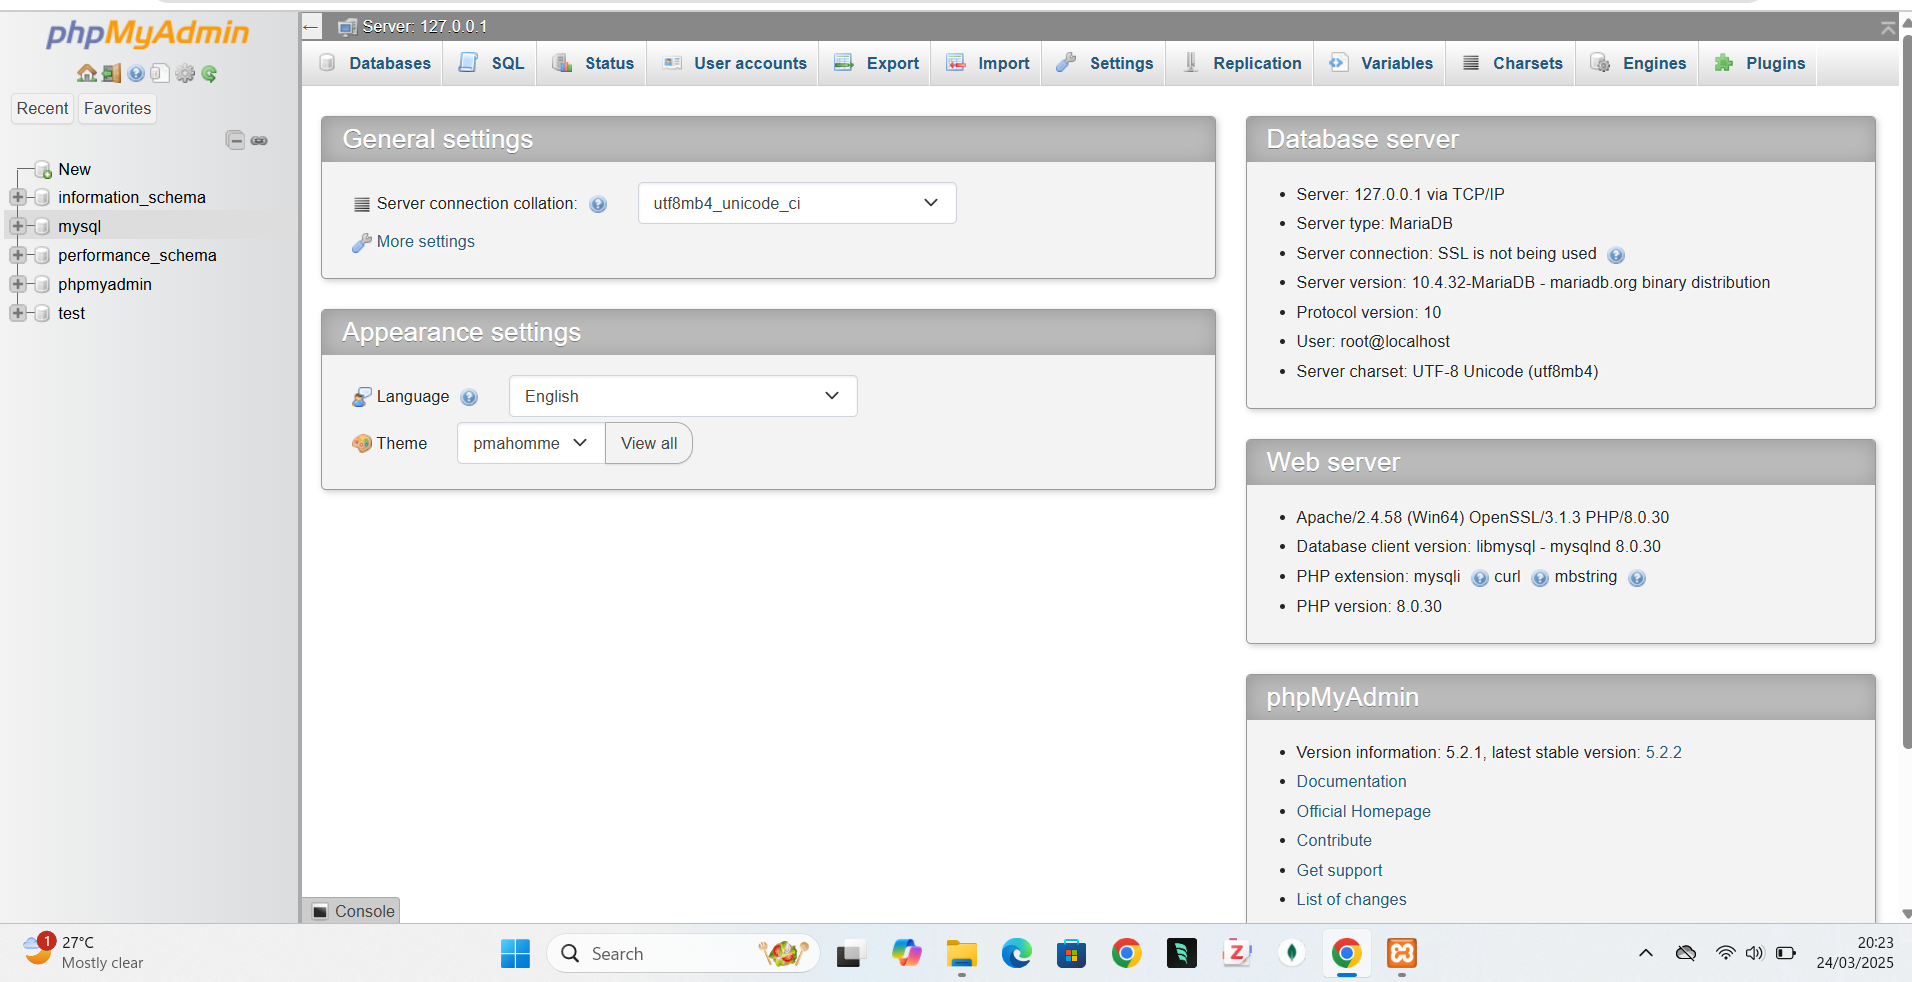 phpMyAdmin
Recent Favorites
New
information_schema
mysql
performance_schema
phpmyadmin
test
Server: 127.0.0.1
Databases SQL Status User accounts Export Import Settings Replication Variables Charsets Engines Plugins
General settings
Server connection collation: utf8mb4_unicode_ci
More settings
Appearance settings
Language English
Theme pmahomme View all
Database server
Server: 127.0.0.1 via TCP/IP
Server type: MariaDB
Server connection: SSL is not being used
Server version: 10.4.32-MariaDB - mariadb.org binary distribution
Protocol version: 10
User: root@localhost
Server charset: UTF-8 Unicode (utf8mb4)
Web server
Apache/2.4.58 (Win64) OpenSSL/3.1.3 PHP/8.0.30
Database client version: libmysql - mysqlnd 8.0.30
PHP extension: mysqli curl mbstring
PHP version: 8.0.30
phpMyAdmin
Version information: 5.2.1, latest stable version: 5.2.2
Documentation
Official Homepage
Contribute
Get support
List of changes
Console
1
27°C
Mostly clear
Search
Z
20:23
24/03/2025